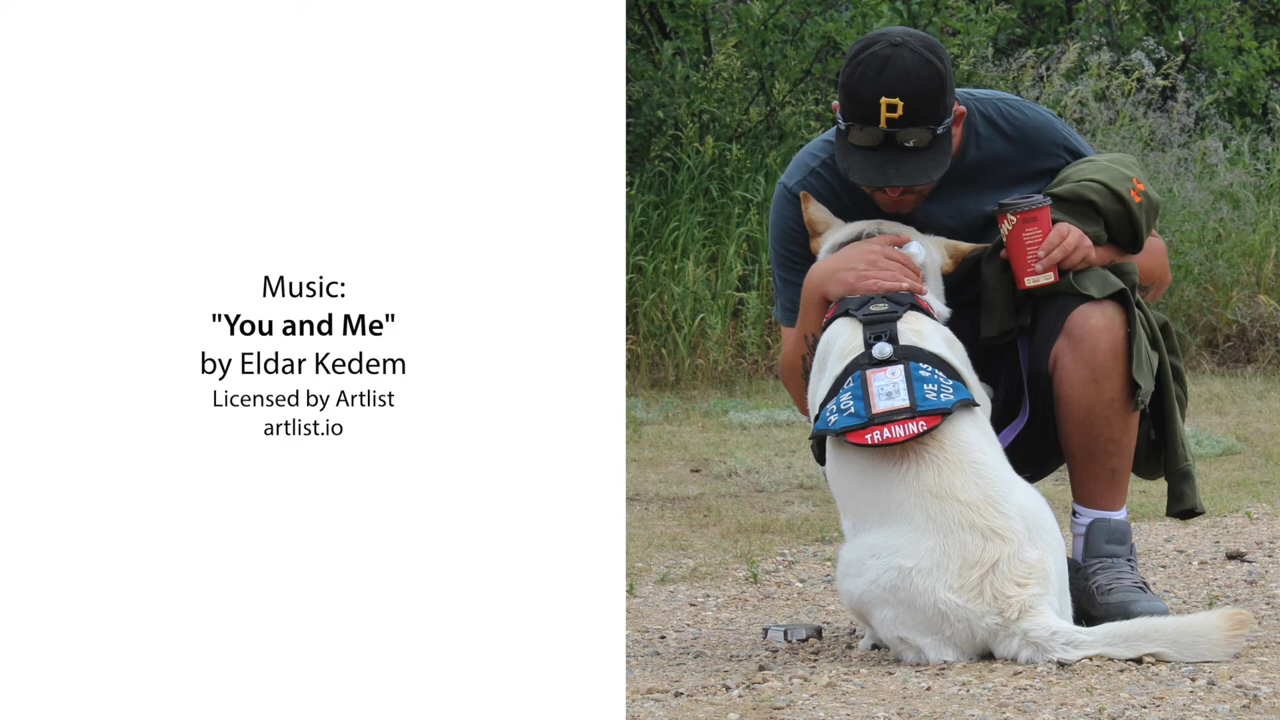 Music:
"You and Me"
by Eldar Kedem
Licensed by Artlist
artlist.io
P
TRAINING